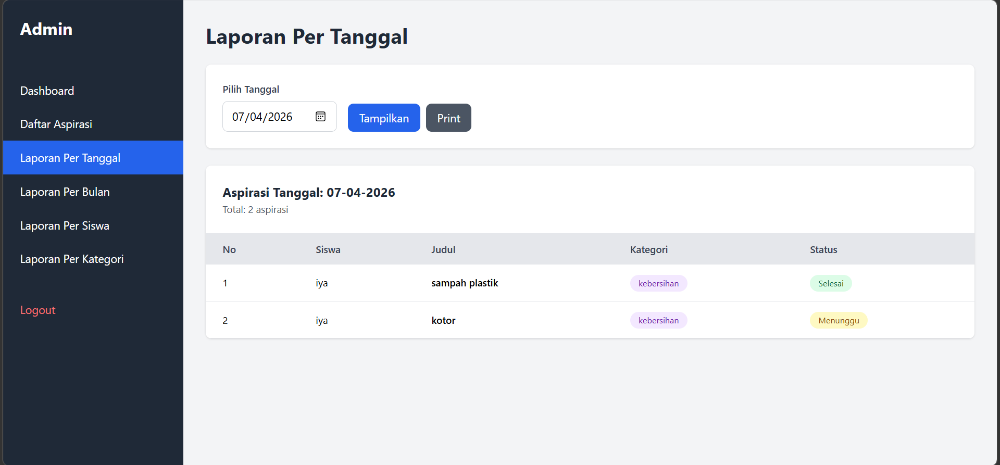 Admin
Dashboard
Daftar Aspirasi
Laporan Per Tanggal
Laporan Per Bulan
Laporan Per Siswa
Laporan Per Kategori
Logout
Laporan Per Tanggal
Pilih Tanggal
07/04/2026 Tampilkan Print
Aspirasi Tanggal: 07-04-2026
Total: 2 aspirasi
No Siswa Judul Kategori Status
1 iya sampah plastik kebersihan Selesai
2 iya kotor kebersihan Menunggu